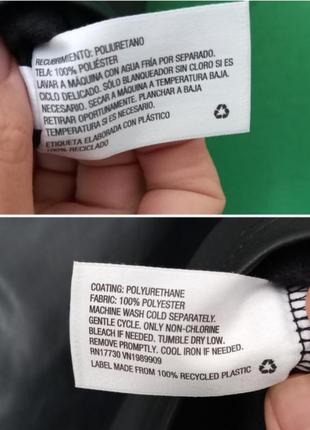 RECUBRIMIENTO: POLIURETANO
TELA: 100% POLIÉSTER
LAVAR A MÁQUINA CON AGUA FRÍA POR SEPARADO.
CICLO DELICADO. SÓLO BLANQUEADOR SIN CLORO SI ES
NECESARIO. SECAR A MÁQUINA A TEMPERATURA BAJA.
RETIRAR OPORTUNAMENTE. PLANCHAR A BAJA
TEMPERATURA SI ES NECESARIO.
ETIQUETA ELABORADA CON PLÁSTICO
100% RECICLADO
COATING: POLYURETHANE
FABRIC: 100% POLYESTER
MACHINE WASH COLD SEPARATELY.
GENTLE CYCLE. ONLY NON-CHLORINE
BLEACH IF NEEDED. TUMBLE DRY LOW.
REMOVE PROMPTLY. COOL IRON IF NEEDED.
RN17730 VN1989909
LABEL MADE FROM 100% RECYCLED PLASTIC